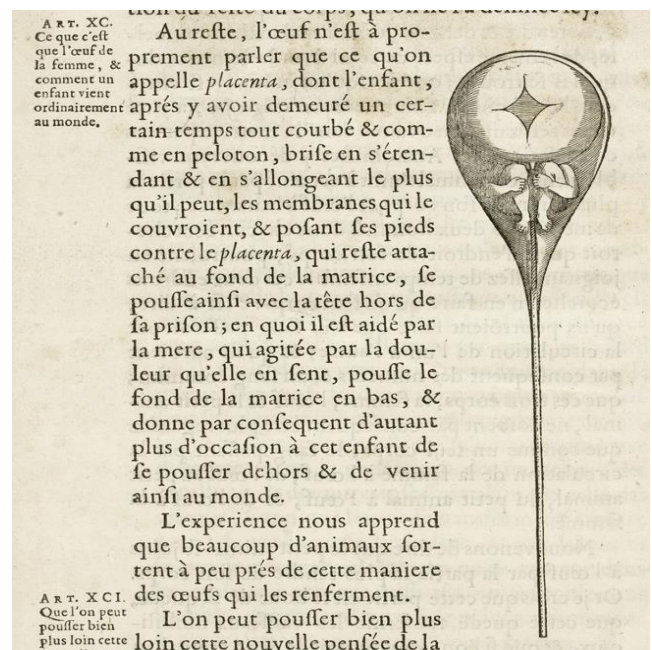 ART. XC.
Ce que c'est
que l'œuf de
la femme, &
comment un
enfant vient
ordinairement
au monde.
Au reſte, l'œuf n'eſt à pro-
prement parler que ce qu'on
appelle placenta, dont l'enfant,
aprés y avoir demeuré un cer-
tain temps tout courbé & com-
me en peloton, briſe en s'éten-
dant & en s'allongeant le plus
qu'il peut, les membranes qui le
couvroient, & poſant ſes pieds
contre le placenta, qui reſte atta-
ché au fond de la matrice, ſe
pouſſe ainſi avec la tête hors de
ſa priſon; en quoi il eſt aidé par
la mere, qui agitée par la dou-
leur qu'elle en ſent, pouſſe le
fond de la matrice en bas, &
donne par conſequent d'autant
plus d'occaſion à cet enfant de
ſe pouſſer dehors & de venir
ainſi au monde.
L'experience nous apprend
que beaucoup d'animaux ſor-
tent à peu prés de cette maniere
des œufs qui les renferment.
ART. XCI.
Que l'on peut
pouſſer bien
plus loin cette
L'on peut pouſſer bien plus
loin cette nouvelle penſée de la